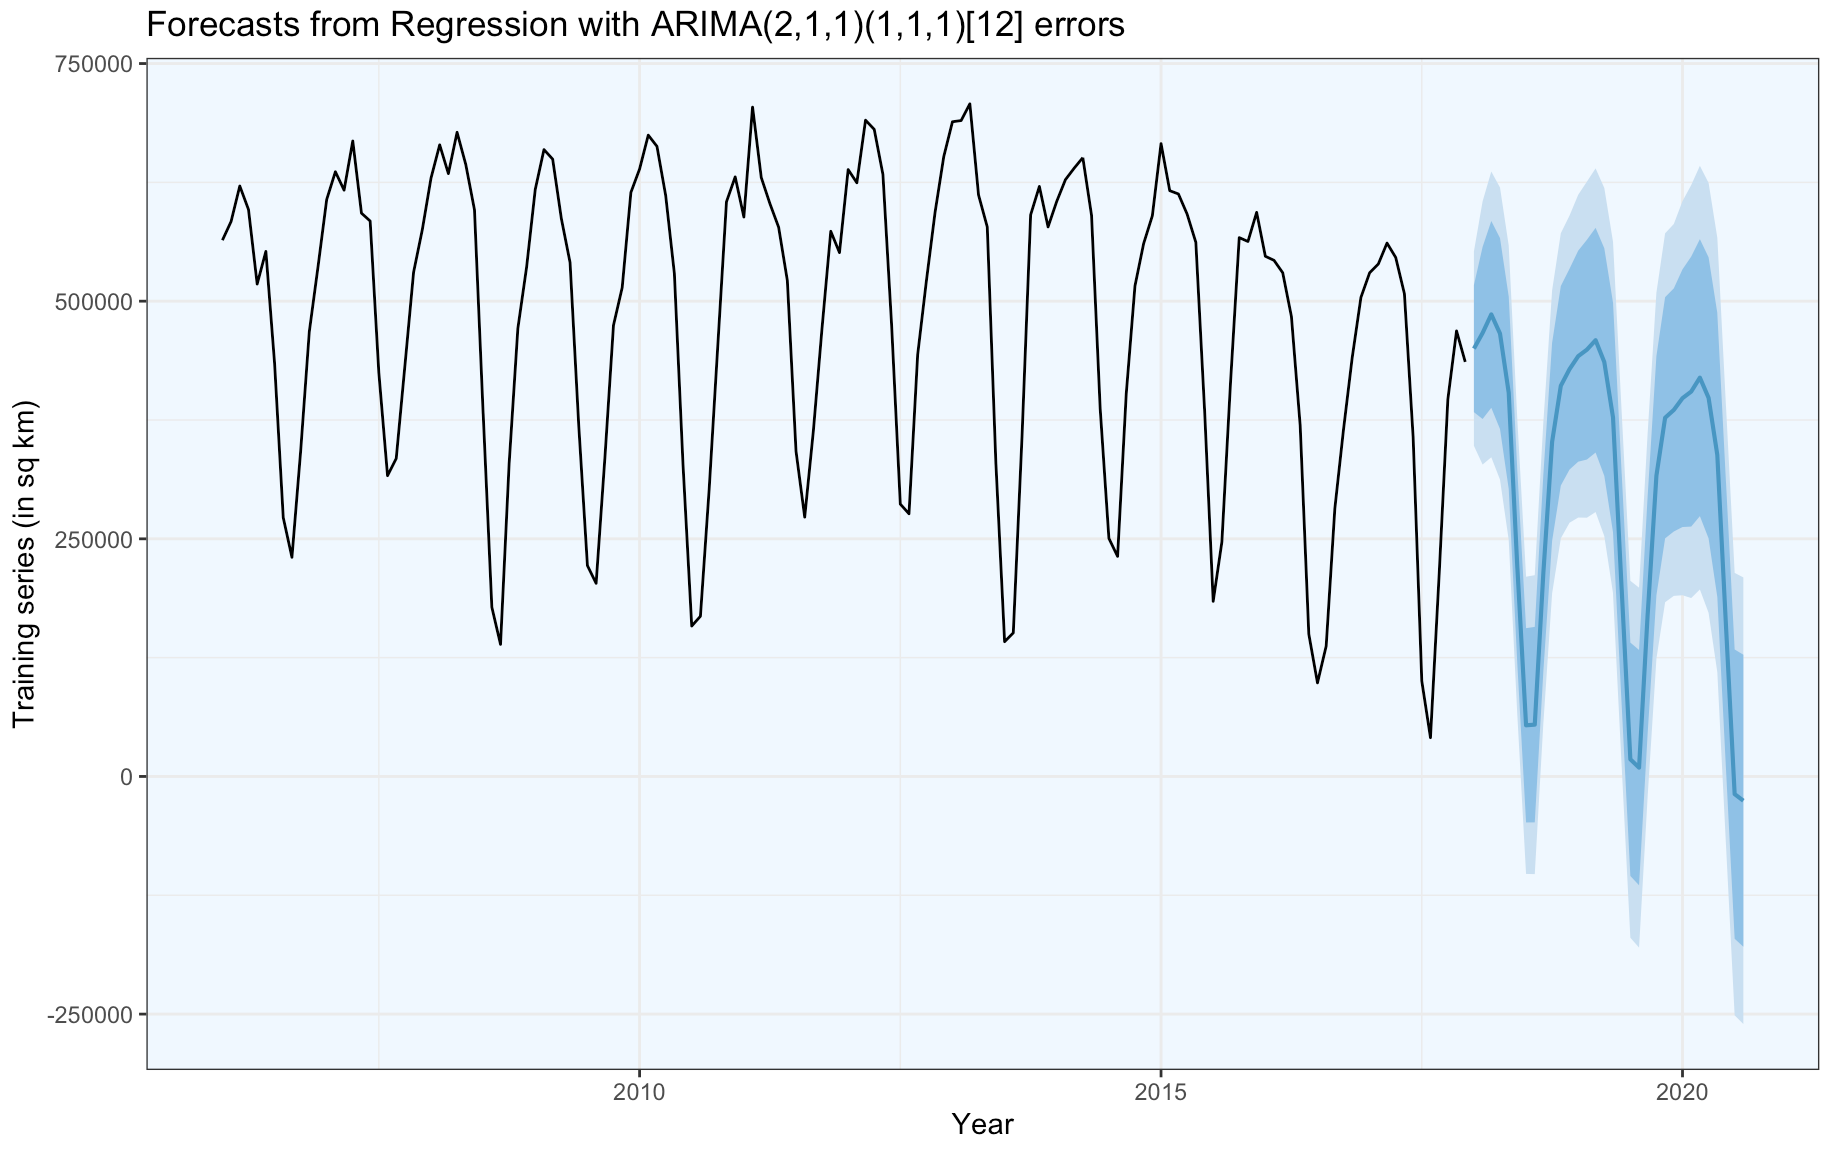 Forecasts from Regression with ARIMA(2,1,1)(1,1,1)[12] errors
750000
500000
250000
0
-250000
Training series (in sq km)
2010
2015
2020
Year